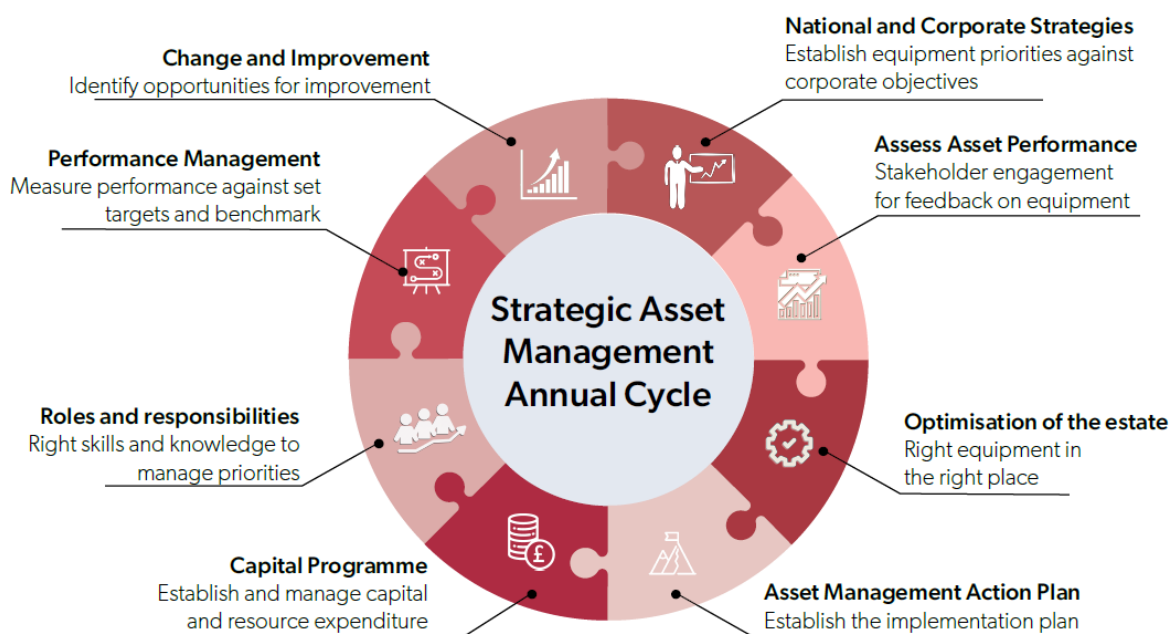 National and Corporate Strategies
Establish equipment priorities against
corporate objectives
Assess Asset Performance
Stakeholder engagement
for feedback on equipment
Optimisation of the estate
Right equipment in
the right place
Asset Management Action Plan
Establish the implementation plan
Capital Programme
Establish and manage capital
and resource expenditure
Roles and responsibilities
Right skills and knowledge to
manage priorities
Performance Management
Measure performance against set
targets and benchmark
Change and Improvement
Identify opportunities for improvement
Strategic Asset
Management
Annual Cycle
£